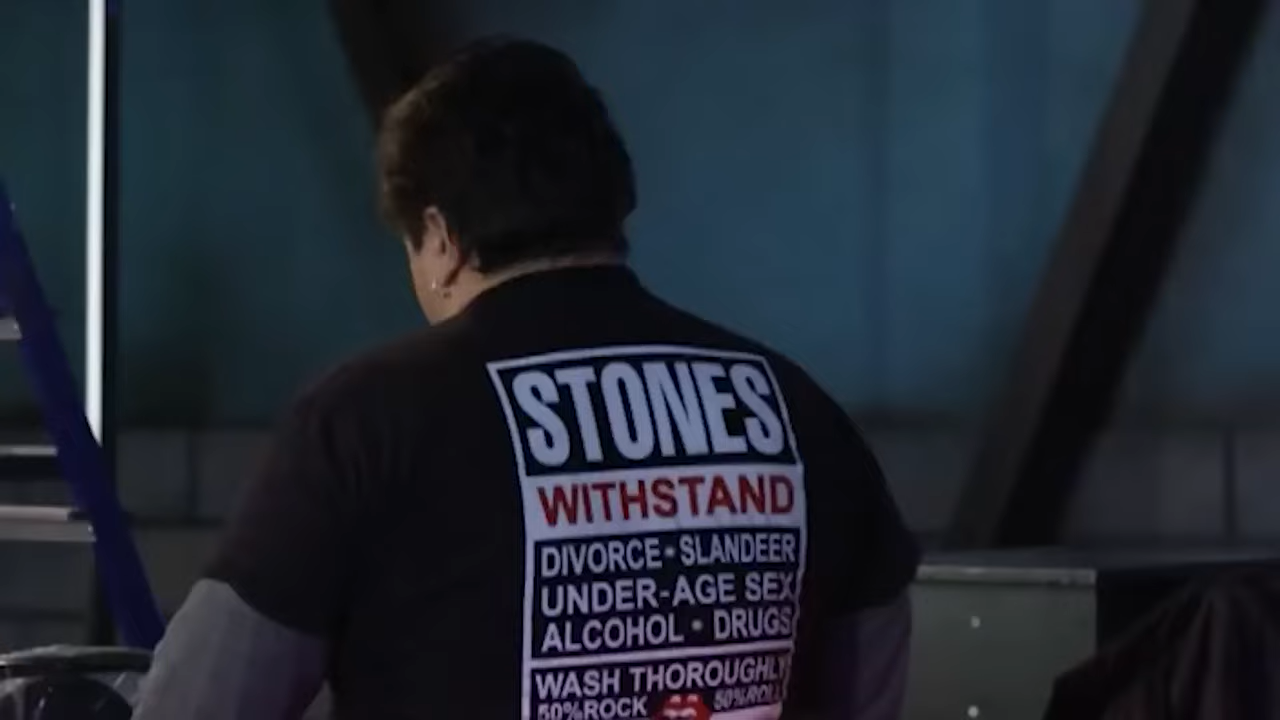 STONES
WITHSTAND
DIVORCE • SLANDEER
UNDER-AGE SEX
ALCOHOL • DRUGS
WASH THOROUGHLY
50%ROCK 50%ROLL